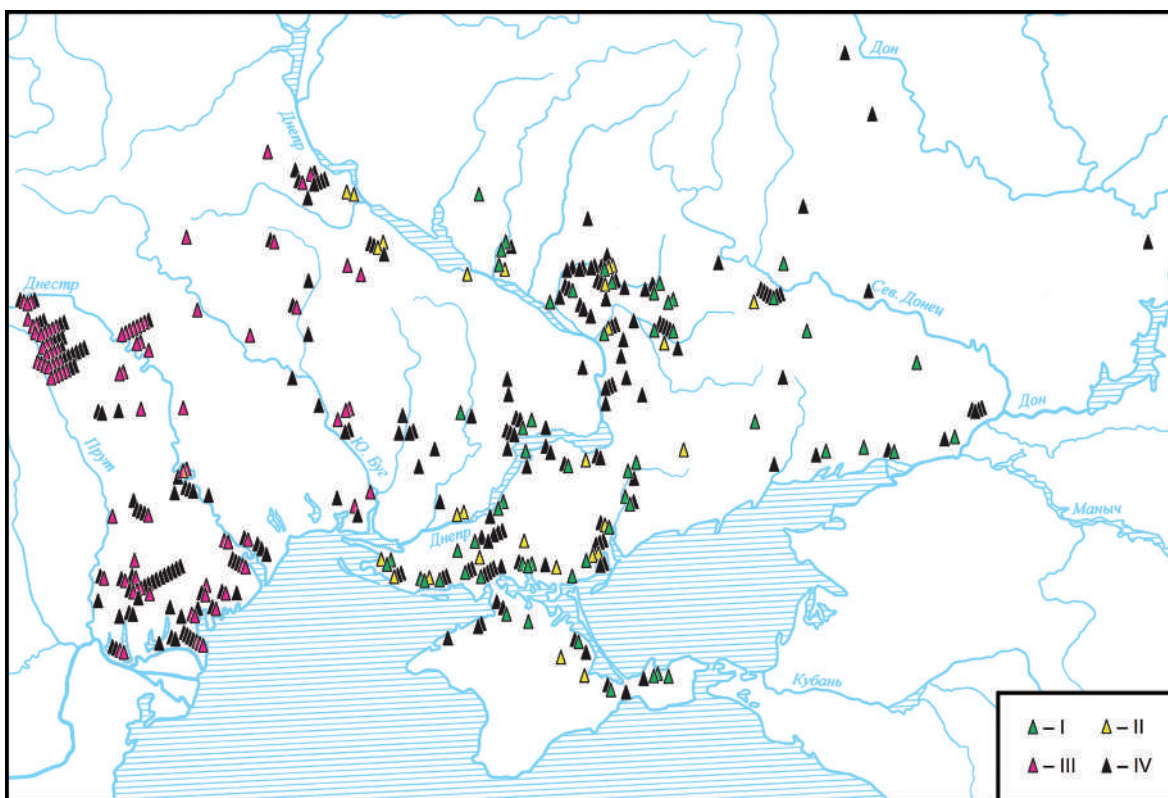 Дон
Днепр
Днестр
Сев. Донец
Дон
Прут
Ю. Буг
Маныч
Днепр
Кубань
– I
– II
– III
– IV